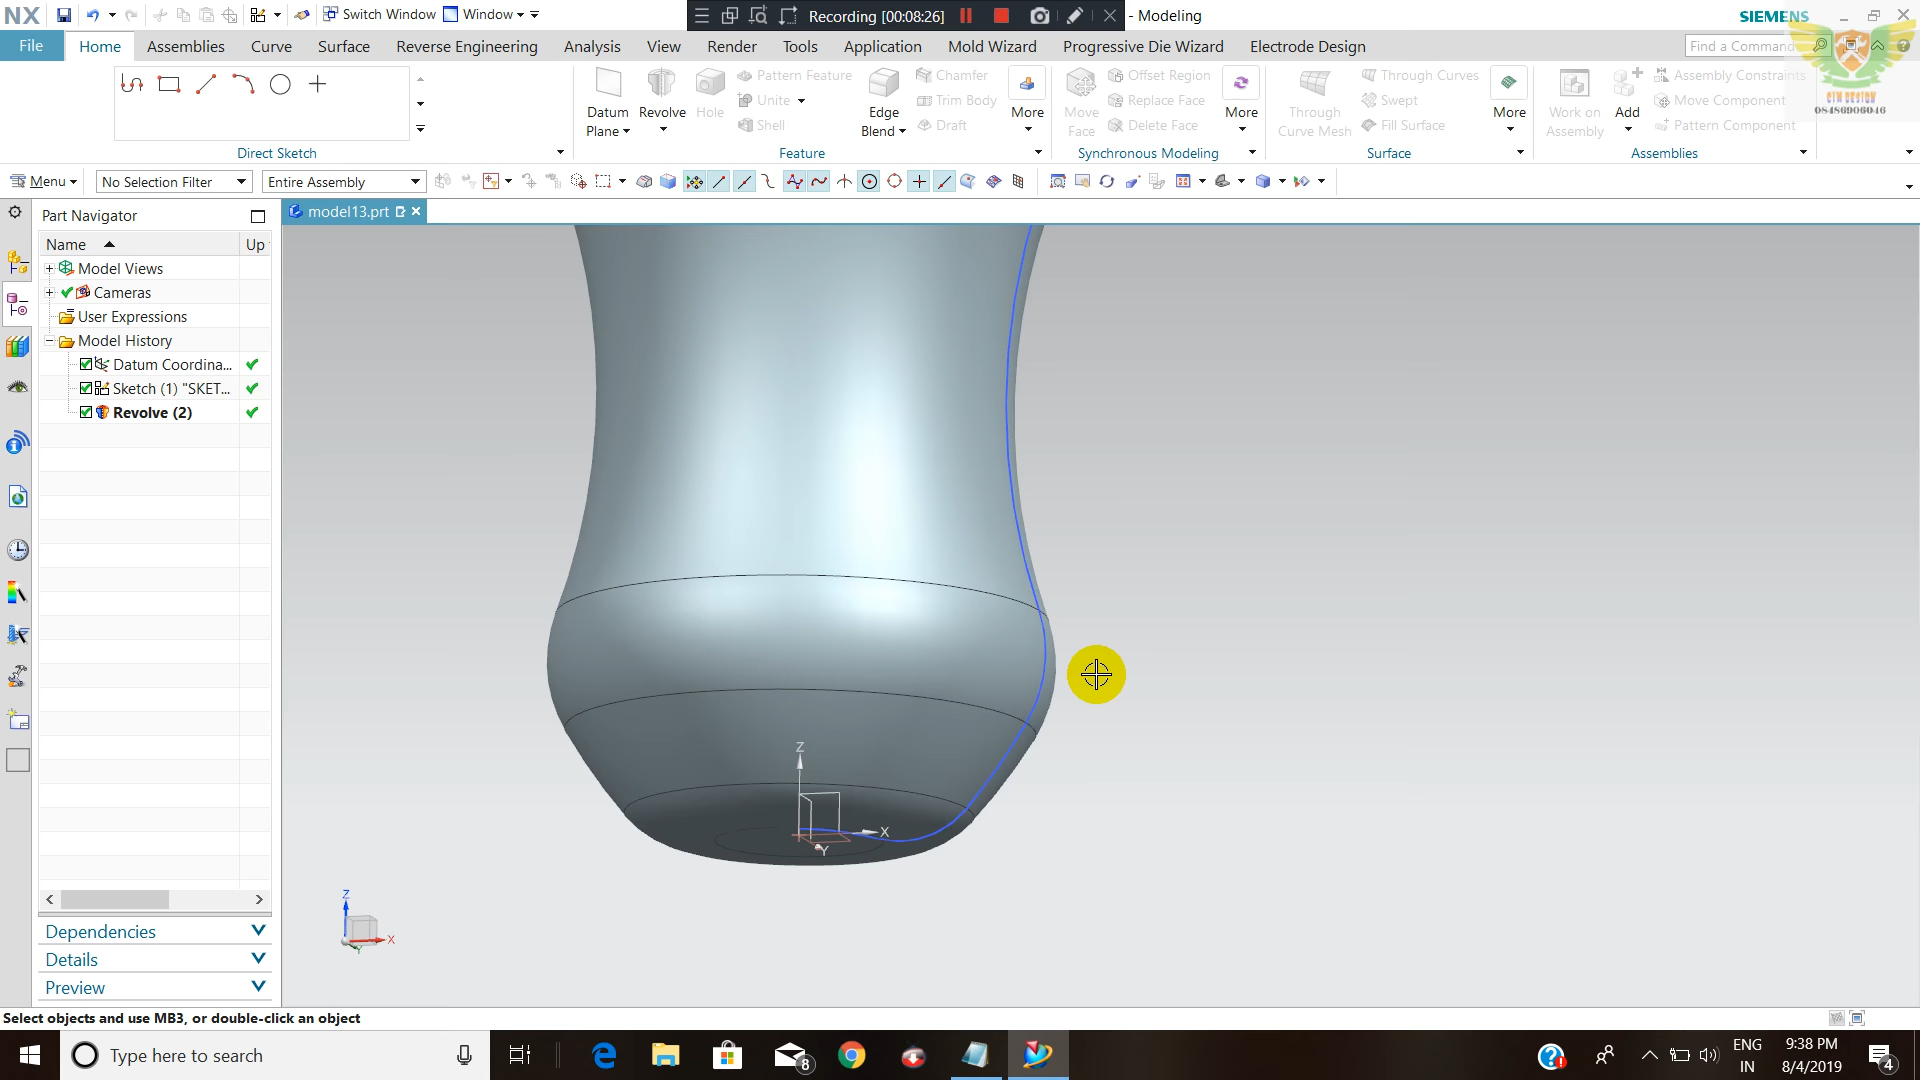 NX Switch Window Window Recording [00:08:26] - Modeling SIEMENS
File Home Assemblies Curve Surface Reverse Engineering Analysis View Render Tools Application Mold Wizard Progressive Die Wizard Electrode Design Find a Command
Datum Plane Revolve Hole Pattern Feature Unite Shell Edge Blend Chamfer Trim Body Draft More
Move Face Offset Region Replace Face Delete Face More
Through Curve Mesh Through Curves Swept Fill Surface More
Work on Assembly Add Assembly Constraints Move Component Pattern Component
CTM DESIGN
08486906046
Direct Sketch Feature Synchronous Modeling Surface Assemblies
Menu No Selection Filter Entire Assembly
Part Navigator
model13.prt
Name Up
Model Views
Cameras
User Expressions
Model History
Datum Coordina...
Sketch (1) "SKET...
Revolve (2)
Z
X
Y
Z
X
Y
Dependencies
Details
Preview
Select objects and use MB3, or double-click an object
Type here to search
8
ENG
IN
9:38 PM
8/4/2019
4